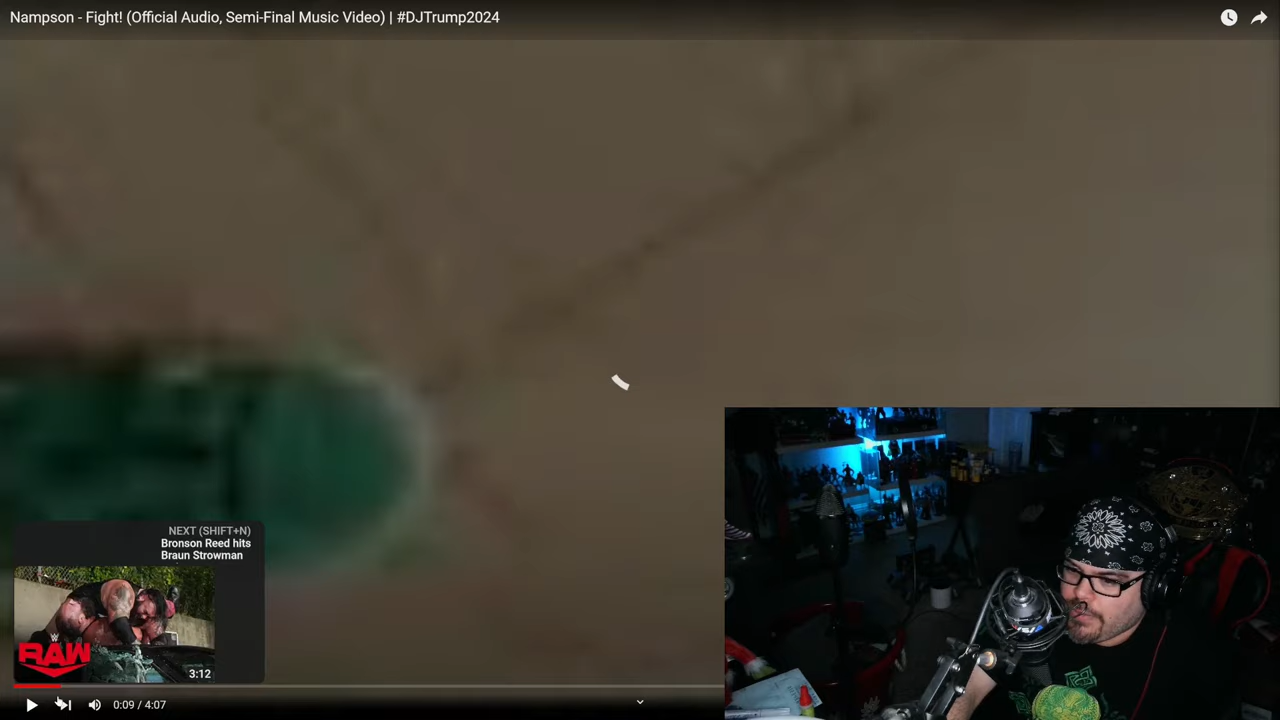 Nampson - Fight! (Official Audio, Semi-Final Music Video) | #DJTrump2024
NEXT (SHIFT+N)
Bronson Reed hits
Braun Strowman
W
RAW
3:12
0:09 / 4:07